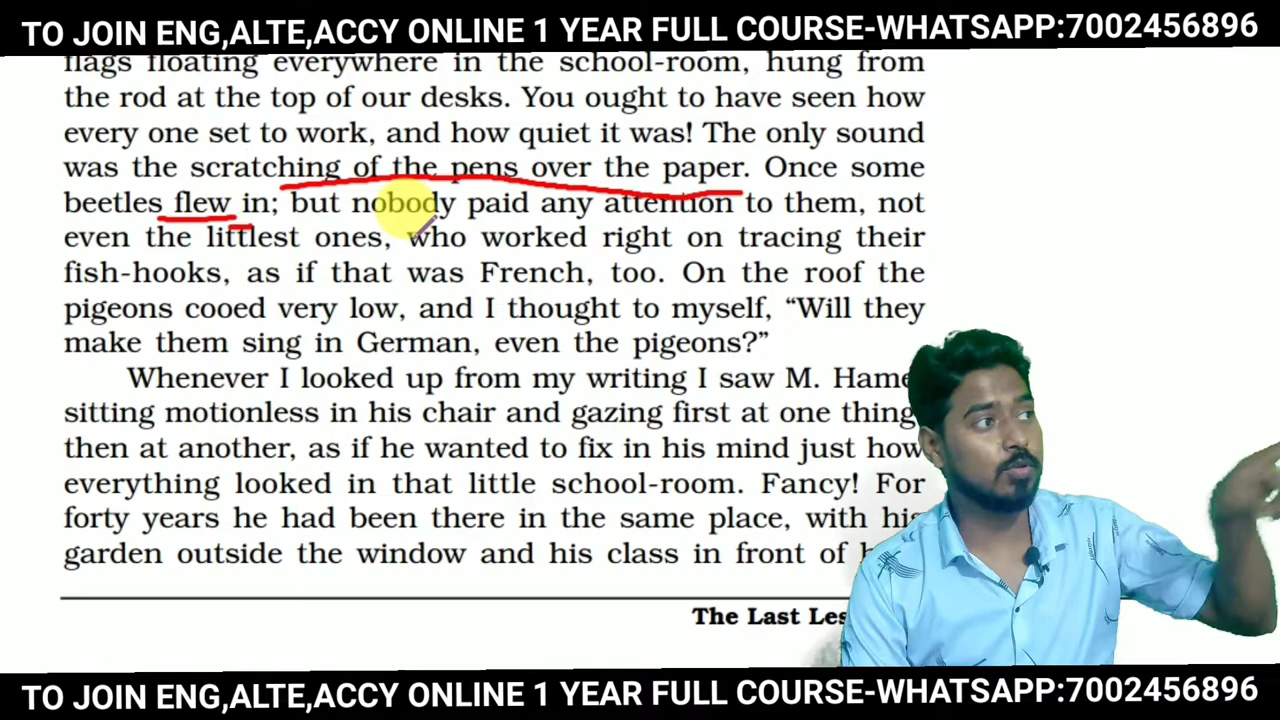 TO JOIN ENG,ALTE,ACCY ONLINE 1 YEAR FULL COURSE-WHATSAPP:7002456896
flags floating everywhere in the school-room, hung from
the rod at the top of our desks. You ought to have seen how
every one set to work, and how quiet it was! The only sound
was the scratching of the pens over the paper. Once some
beetles flew in; but nobody paid any attention to them, not
even the littlest ones, who worked right on tracing their
fish-hooks, as if that was French, too. On the roof the
pigeons cooed very low, and I thought to myself, “Will they
make them sing in German, even the pigeons?”
Whenever I looked up from my writing I saw M.
sitting motionless in his chair and gazing first at one thing
then at another, as if he wanted to fix in his mind just how
everything looked in that little school-room. Fancy! For
forty years he had been there in the same place, with his
garden outside the window and his class in front of
The Last
TO JOIN ENG,ALTE,ACCY ONLINE 1 YEAR FULL COURSE-WHATSAPP:7002456896